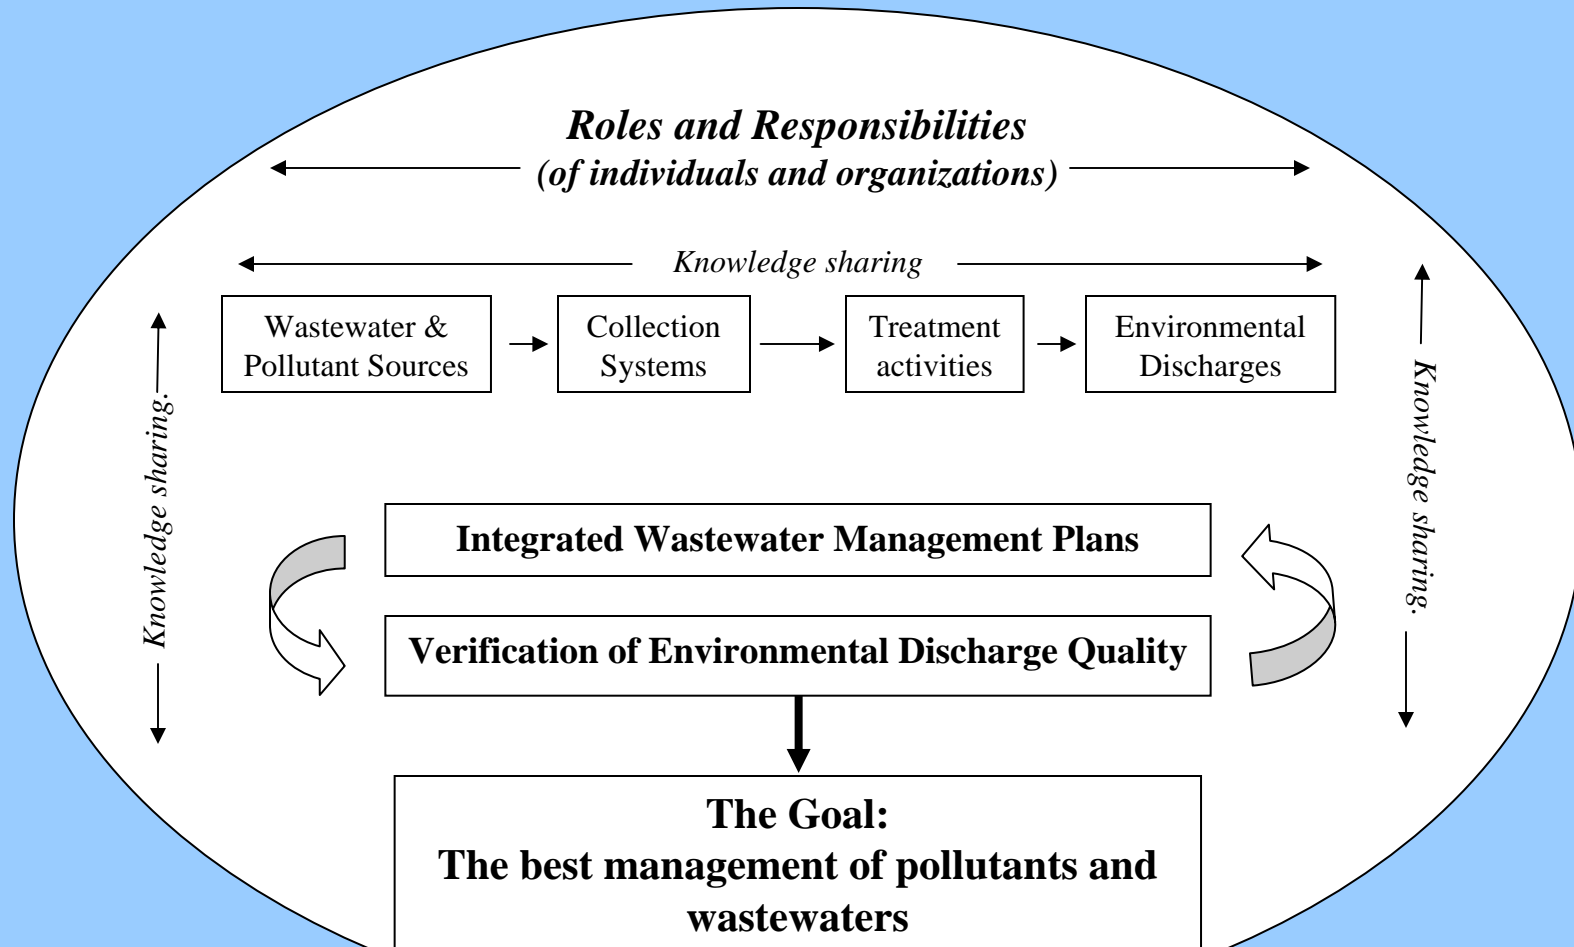 Roles and Responsibilities
(of individuals and organizations)
Knowledge sharing
Wastewater &
Pollutant Sources
Collection
Systems
Treatment
activities
Environmental
Discharges
Knowledge sharing.
Knowledge sharing.
Integrated Wastewater Management Plans
Verification of Environmental Discharge Quality
The Goal:
The best management of pollutants and
wastewaters